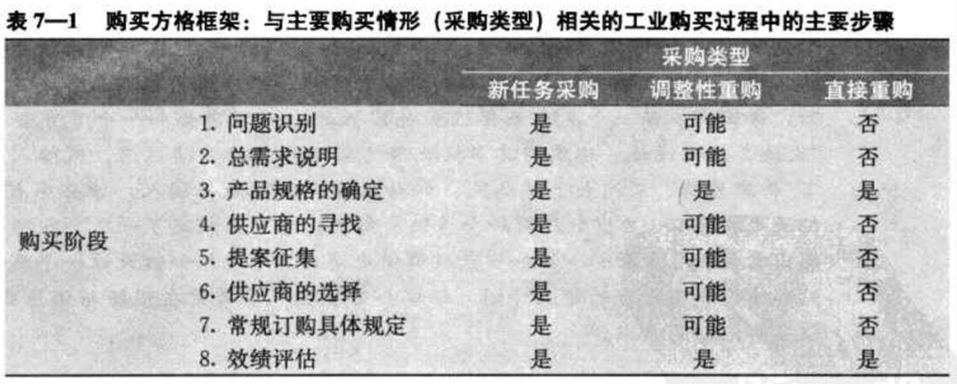 表 7—1 购买方格框架：与主要购买情形（采购类型）相关的工业购买过程中的主要步骤
采购类型
新任务采购 调整性重购 直接重购
1. 问题识别 是 可能 否
2. 总需求说明 是 可能 否
3. 产品规格的确定 是 是 是
4. 供应商的寻找 是 可能 否
购买阶段
5. 提案征集 是 可能 否
6. 供应商的选择 是 可能 否
7. 常规订购具体规定 是 可能 否
8. 效绩评估 是 是 是